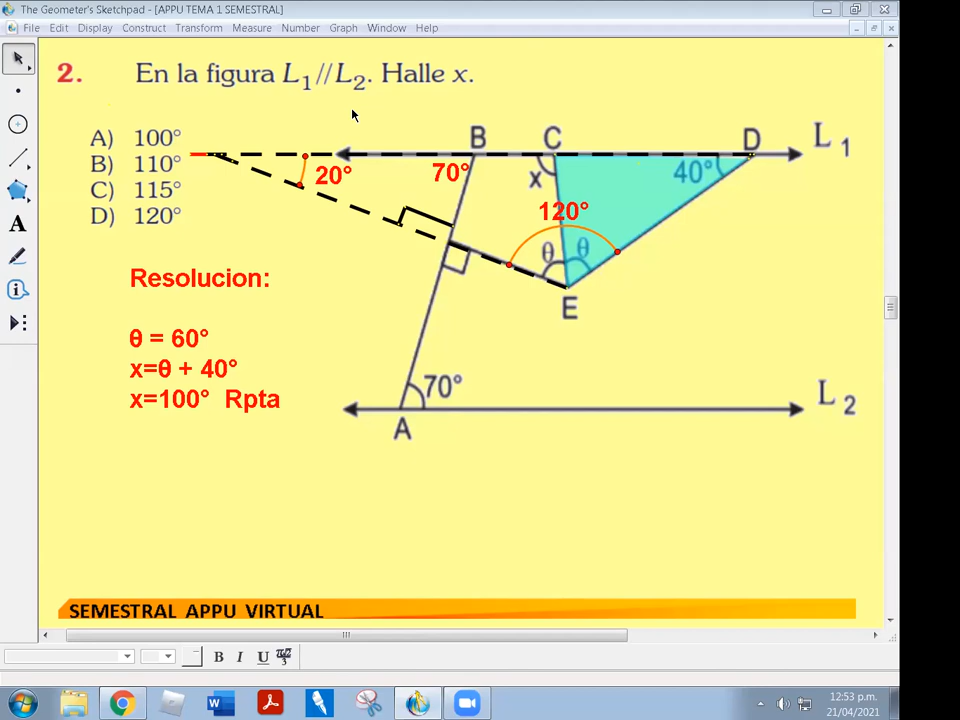 The Geometer's Sketchpad - [APPU TEMA 1 SEMESTRAL]
File Edit Display Construct Transform Measure Number Graph Window Help
2. En la figura L1//L2. Halle x.
A) 100°
B) 110°
C) 115°
D) 120°
B C D L 1
20° 70° x 40°
120°
θ θ
E
Resolucion:
θ = 60°
x=θ + 40°
x=100° Rpta
70°
A L 2
SEMESTRAL APPU VIRTUAL
B I U
12:53 p.m.
21/04/2021